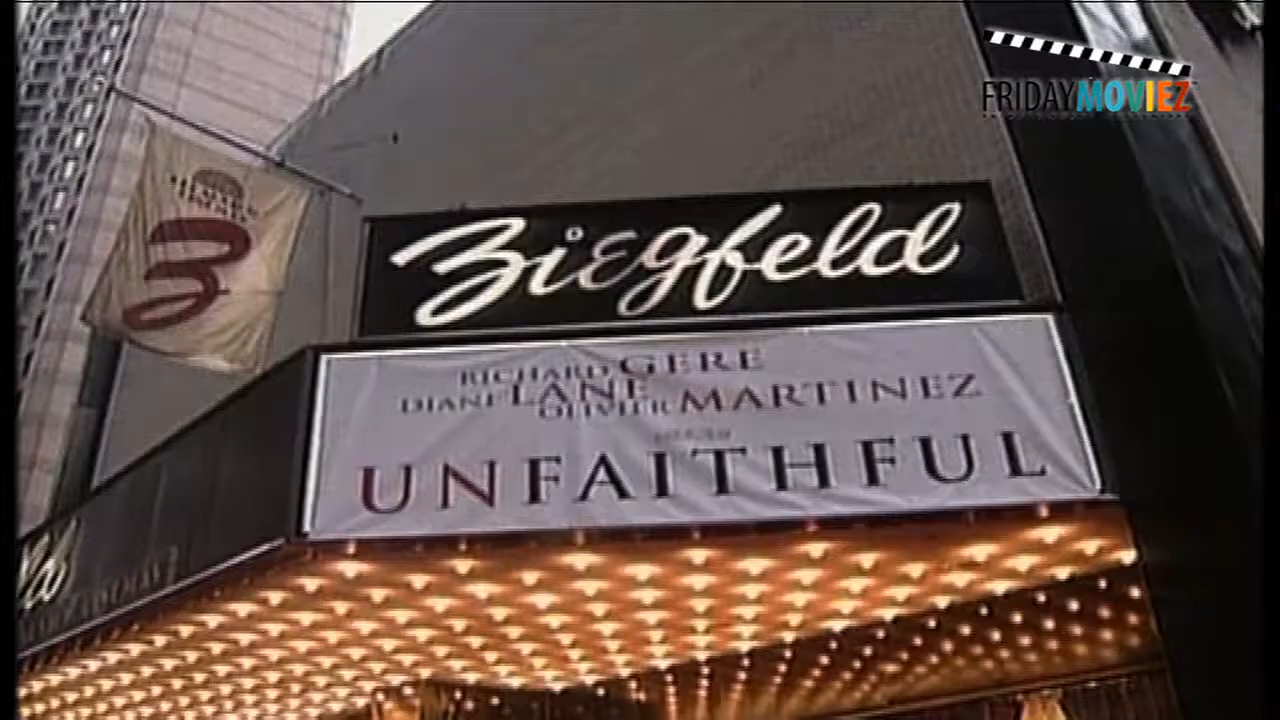 FRIDAYMOVIEZ
Ziegfeld
RICHARD GERE
DIANE LANE
OLIVIER MARTINEZ
UNFAITHFUL